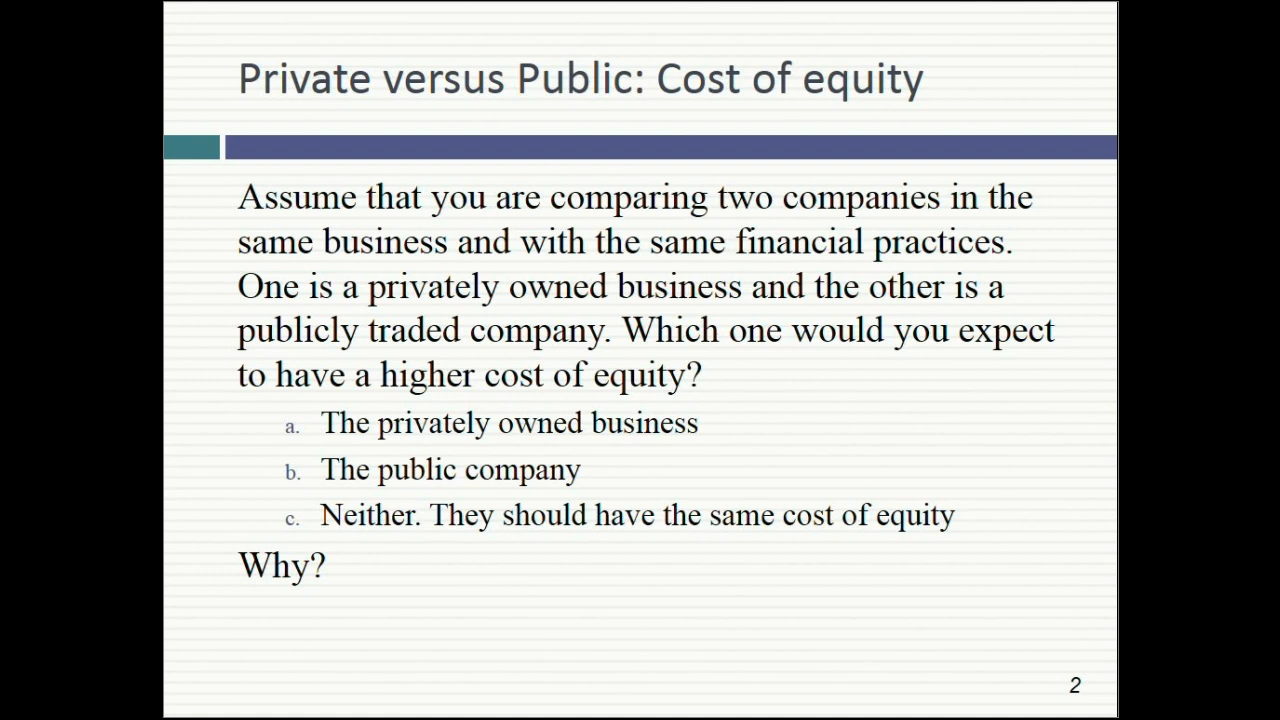 Private versus Public: Cost of equity
Assume that you are comparing two companies in the
same business and with the same financial practices.
One is a privately owned business and the other is a
publicly traded company. Which one would you expect
to have a higher cost of equity?
a. The privately owned business
b. The public company
c. Neither. They should have the same cost of equity
Why?
2